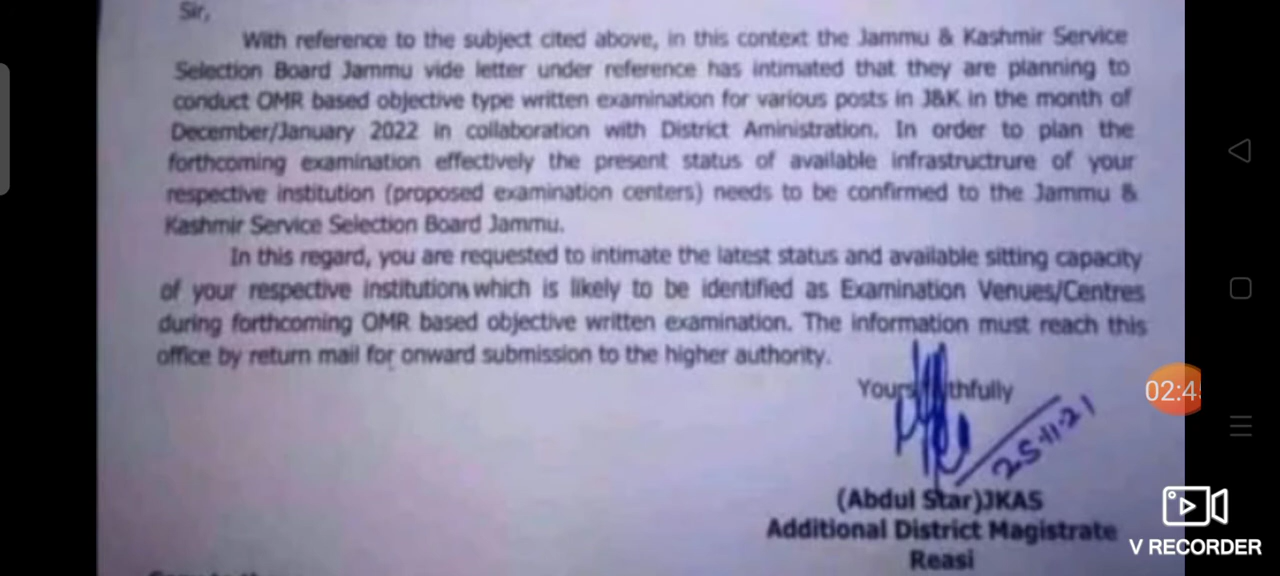 Sir,
With reference to the subject cited above, in this context the Jammu & Kashmir Service
Selection Board Jammu vide letter under reference has intimated that they are planning to
conduct OMR based objective type written examination for various posts in J&K in the month of
December/January 2022 in collaboration with District Aministration. In order to plan the
forthcoming examination effectively the present status of available infrastructrure of your
respective institution (proposed examination centers) needs to be confirmed to the Jammu &
Kashmir Service Selection Board Jammu.
In this regard, you are requested to intimate the latest status and available sitting capacity
of your respective institutions which is likely to be identified as Examination Venues/Centres
during forthcoming OMR based objective written examination. The information must reach this
office by return mail for onward submission to the higher authority.
Yours thfully
25-11-21
(Abdul Star)JKAS
Additional District Magistrate
Reasi
02:4
V RECORDER